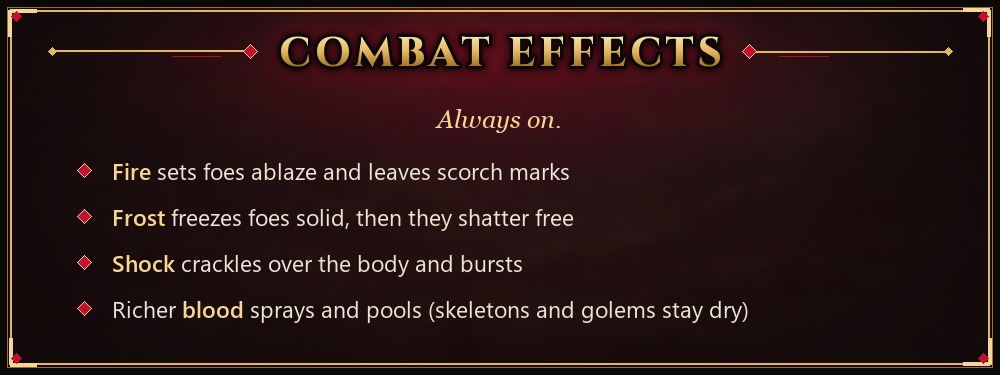 COMBAT EFFECTS
Always on.
Fire sets foes ablaze and leaves scorch marks
Frost freezes foes solid, then they shatter free
Shock crackles over the body and bursts
Richer blood sprays and pools (skeletons and golems stay dry)